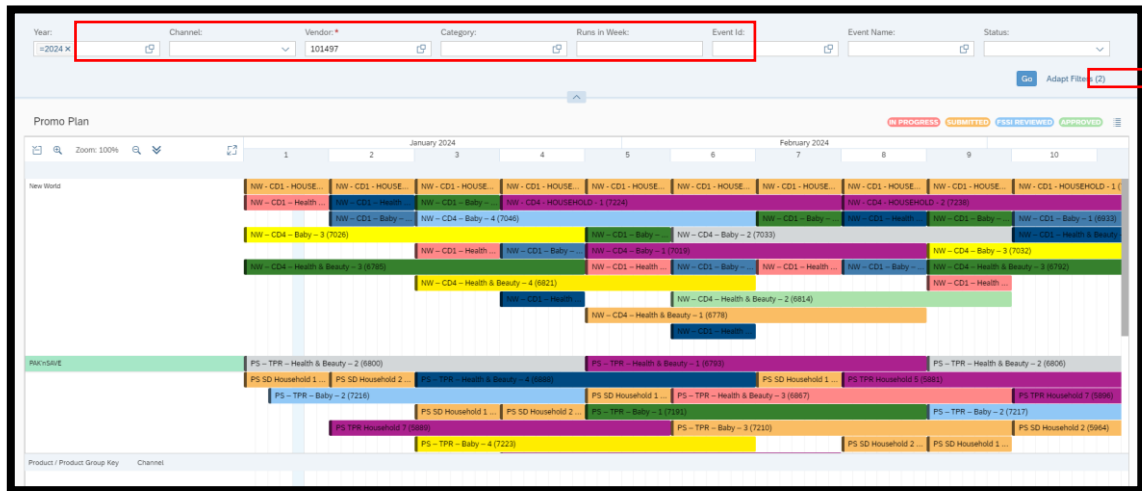 Year: Channel: Vendor:* Category: Runs in Week: Event Id: Event Name: Status:
=2024 × 101497
Go Adapt Filters (2)
Promo Plan IN PROGRESS SUBMITTED FSSI REVIEWED APPROVED
Zoom: 100% January 2024 February 2024
1 2 3 4 5 6 7 8 9 10
New World NW - CD1 - HOUSE... NW - CD1 - HOUSE... NW - CD1 - HOUSE... NW - CD1 - HOUSE... NW - CD1 - HOUSE... NW - CD1 - HOUSE... NW - CD1 - HOUSE... NW - CD1 - HOUSE... NW - CD1 - HOUSE... NW - CD1 - HOUSEHOLD - 1 (
NW – CD1 – Health ... NW – CD1 – Health NW – CD1 – Baby – ... NW - CD4 - HOUSEHOLD - 1 (7224) NW - CD4 - HOUSEHOLD - 2 (7238)
NW – CD1 – Baby – ... NW – CD4 – Baby – 4 (7046) NW – CD1 – Baby – ... NW – CD1 – Health NW – CD1 – Baby – ... NW – CD1 – Baby – 1 (6933)
NW – CD4 – Baby – 3 (7026) NW – CD1 – Baby – ... NW – CD4 – Baby – 2 (7033) NW – CD1 – Health & Beauty
NW – CD1 – Health ... NW – CD1 – Baby – ... NW – CD4 – Baby – 1 (7019) NW – CD4 – Baby – 3 (7032)
NW – CD4 – Health & Beauty – 3 (6785) NW – CD1 – Health ... NW – CD1 – Baby – ... NW – CD1 – Health ... NW – CD1 – Baby – ... NW – CD4 – Health & Beauty – 3 (6792)
NW – CD4 – Health & Beauty – 4 (6821) NW – CD1 – Health ...
NW – CD1 – Health ... NW – CD4 – Health & Beauty – 2 (6814)
NW – CD4 – Health & Beauty – 1 (6778)
NW – CD1 – Health
PAK'nSAVE PS – TPR – Health & Beauty – 2 (6800) PS – TPR – Health & Beauty – 1 (6793) PS – TPR – Health & Beauty – 2 (6806)
PS SD Household 1 ... PS SD Household 2 ... PS – TPR – Health & Beauty – 4 PS SD Household 1 ... PS TPR Household 5 (5881)
PS – TPR – Baby – 2 (7216) PS SD Household 1 ... PS – TPR – Health & Beauty – 3 (6867) PS TPR Household 7 (5896)
PS SD Household 1 ... PS SD Household 2 ... PS – TPR – Baby – 1 (7191) PS – TPR – Baby – 2 (7217)
PS TPR Household 7 (5889) PS – TPR – Baby – 3 (7210) PS SD Household 2 (5964)
PS – TPR – Baby – 4 (7223) PS SD Household 2 ... PS SD Household 1 ...
Product / Product Group Key Channel